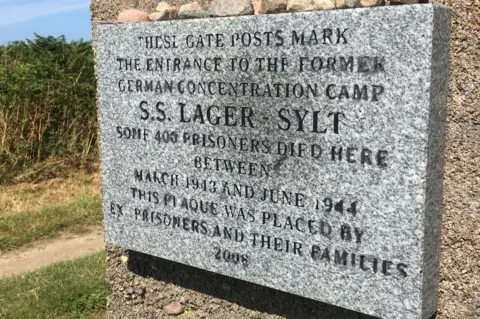 THESE GATE POSTS MARK
THE ENTRANCE TO THE FORMER
GERMAN CONCENTRATION CAMP
S.S. LAGER - SYLT
SOME 400 PRISONERS DIED HERE
BETWEEN
MARCH 1943 AND JUNE 1944
THIS PLAQUE WAS PLACED BY
EX PRISONERS AND THEIR FAMILIES
2008